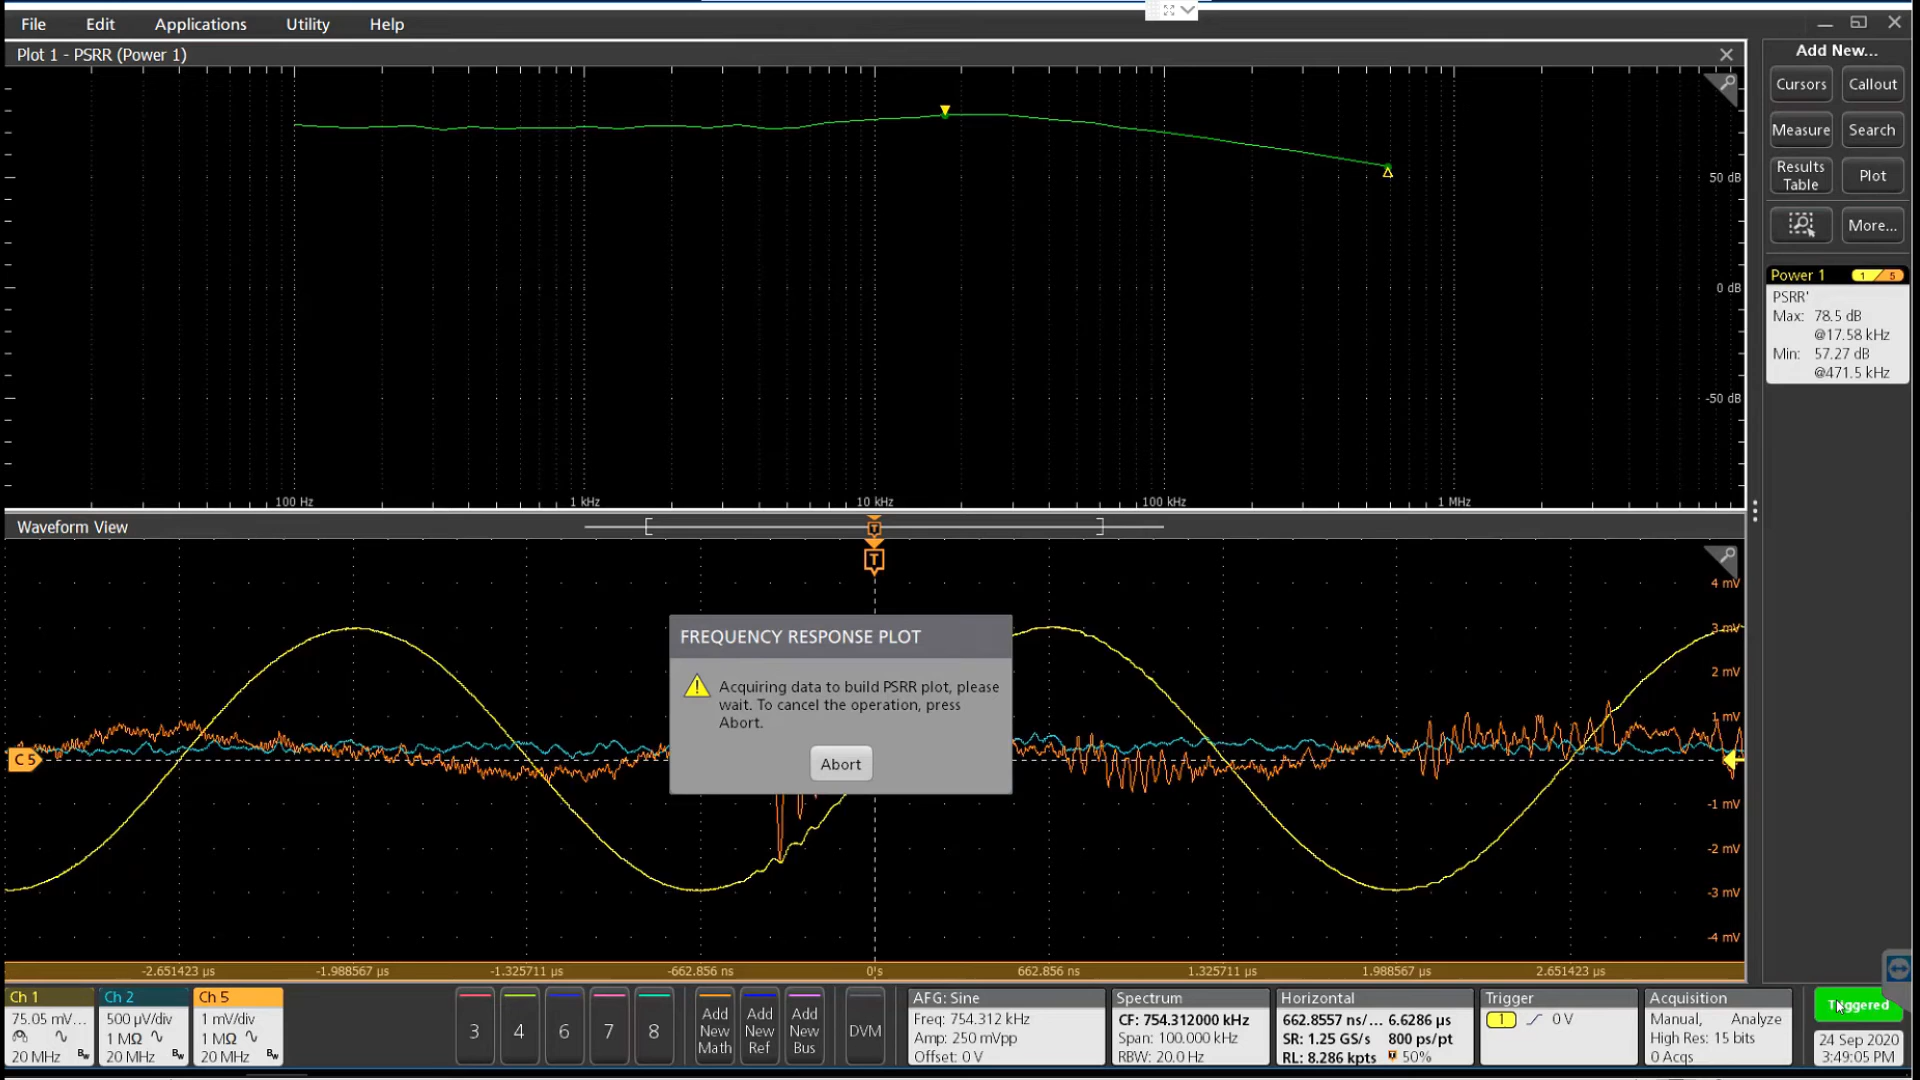 File Edit Applications Utility Help
Plot 1 - PSRR (Power 1)
50 dB
0 dB
-50 dB
100 Hz 1 kHz 10 kHz 100 kHz 1 MHz
Add New...
Cursors Callout
Measure Search
Results Table Plot
More...
Power 1 1 5
PSRR'
Max: 78.5 dB
@17.58 kHz
Min: 57.27 dB
@471.5 kHz
Waveform View
T
T
4 mV
3 mV
2 mV
1 mV
-1 mV
-2 mV
-3 mV
-4 mV
C 5
FREQUENCY RESPONSE PLOT
Acquiring data to build PSRR plot, please
wait. To cancel the operation, press
Abort.
Abort
-2.651423 µs -1.988567 µs -1.325711 µs -662.856 ns 0 s 662.856 ns 1.325711 µs 1.988567 µs 2.651423 µs
Ch 1
75.05 mV...
20 MHz Bw
Ch 2
500 µV/div
1 MΩ
20 MHz Bw
Ch 5
1 mV/div
1 MΩ
20 MHz Bw
3 4 6 7 8
Add New Math
Add New Ref
Add New Bus
DVM
AFG: Sine
Freq: 754.312 kHz
Amp: 250 mVpp
Offset: 0 V
Spectrum
CF: 754.312000 kHz
Span: 100.000 kHz
RBW: 20.0 Hz
Horizontal
662.8557 ns/... 6.6286 µs
SR: 1.25 GS/s 800 ps/pt
RL: 8.286 kpts 50%
Trigger
1 0 V
Acquisition
Manual, Analyze
High Res: 15 bits
0 Acqs
Triggered
24 Sep 2020
3:49:05 PM